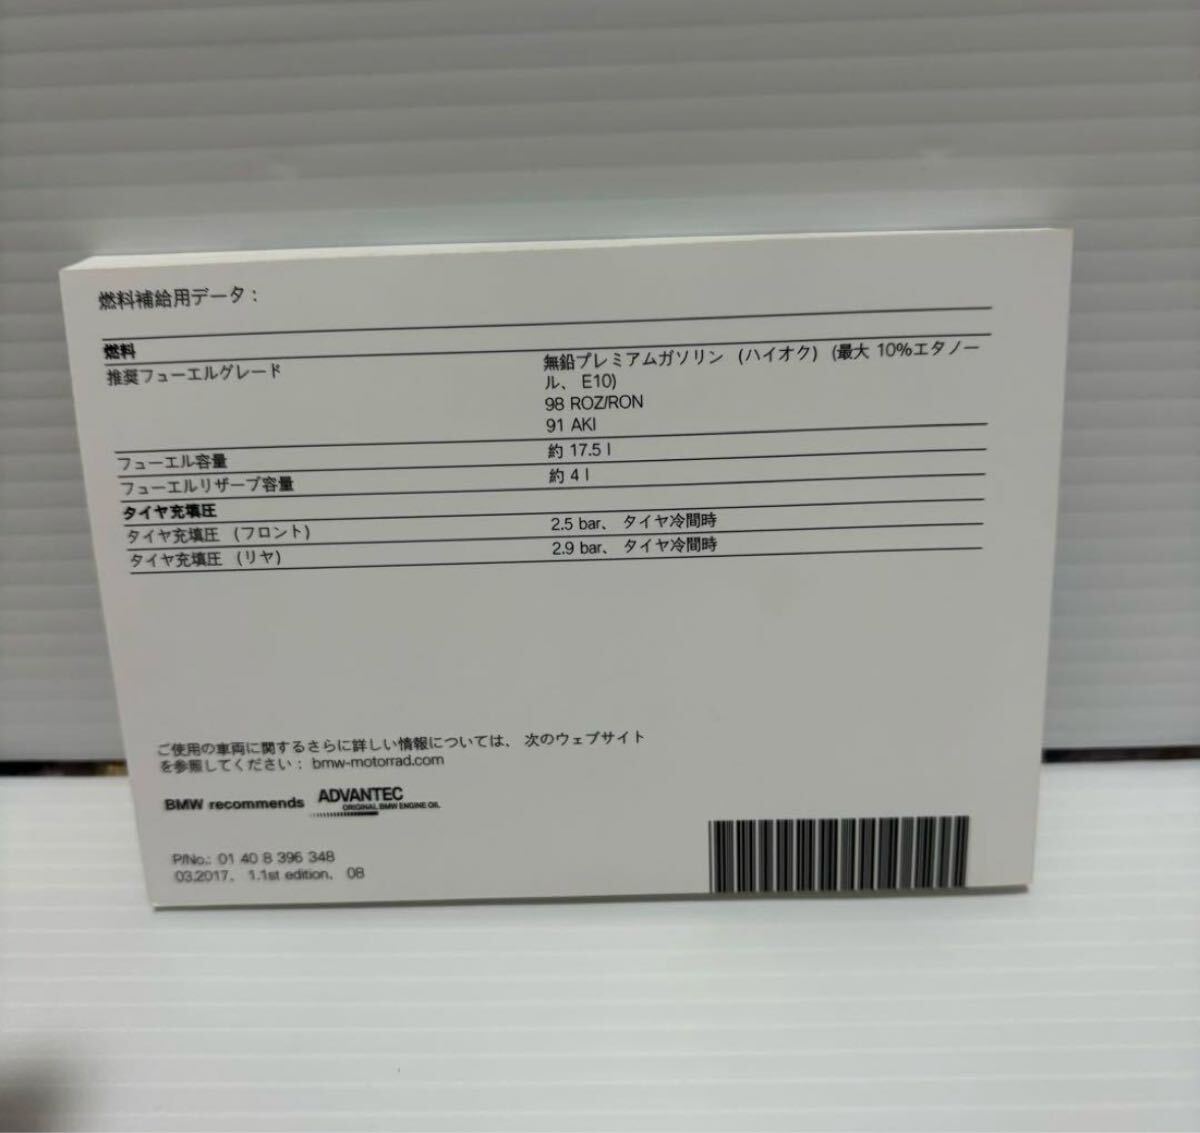 燃料補給用データ：
燃料
推奨フューエルグレード
無鉛プレミアムガソリン (ハイオク) (最大 10%エタノー
ル、 E10)
98 ROZ/RON
91 AKI
フューエル容量 約 17.5 l
フューエルリザーブ容量 約 4 l
タイヤ充填圧
タイヤ充填圧 (フロント) 2.5 bar、 タイヤ冷間時
タイヤ充填圧 (リヤ) 2.9 bar、 タイヤ冷間時
ご使用の車両に関するさらに詳しい情報については、 次のウェブサイト
を参照してください： bmw-motorrad.com
BMW recommends ADVANTEC
ORIGINAL BMW ENGINE OIL
P/No.: 01 40 8 396 348
03.2017、 1.1st edition、 08